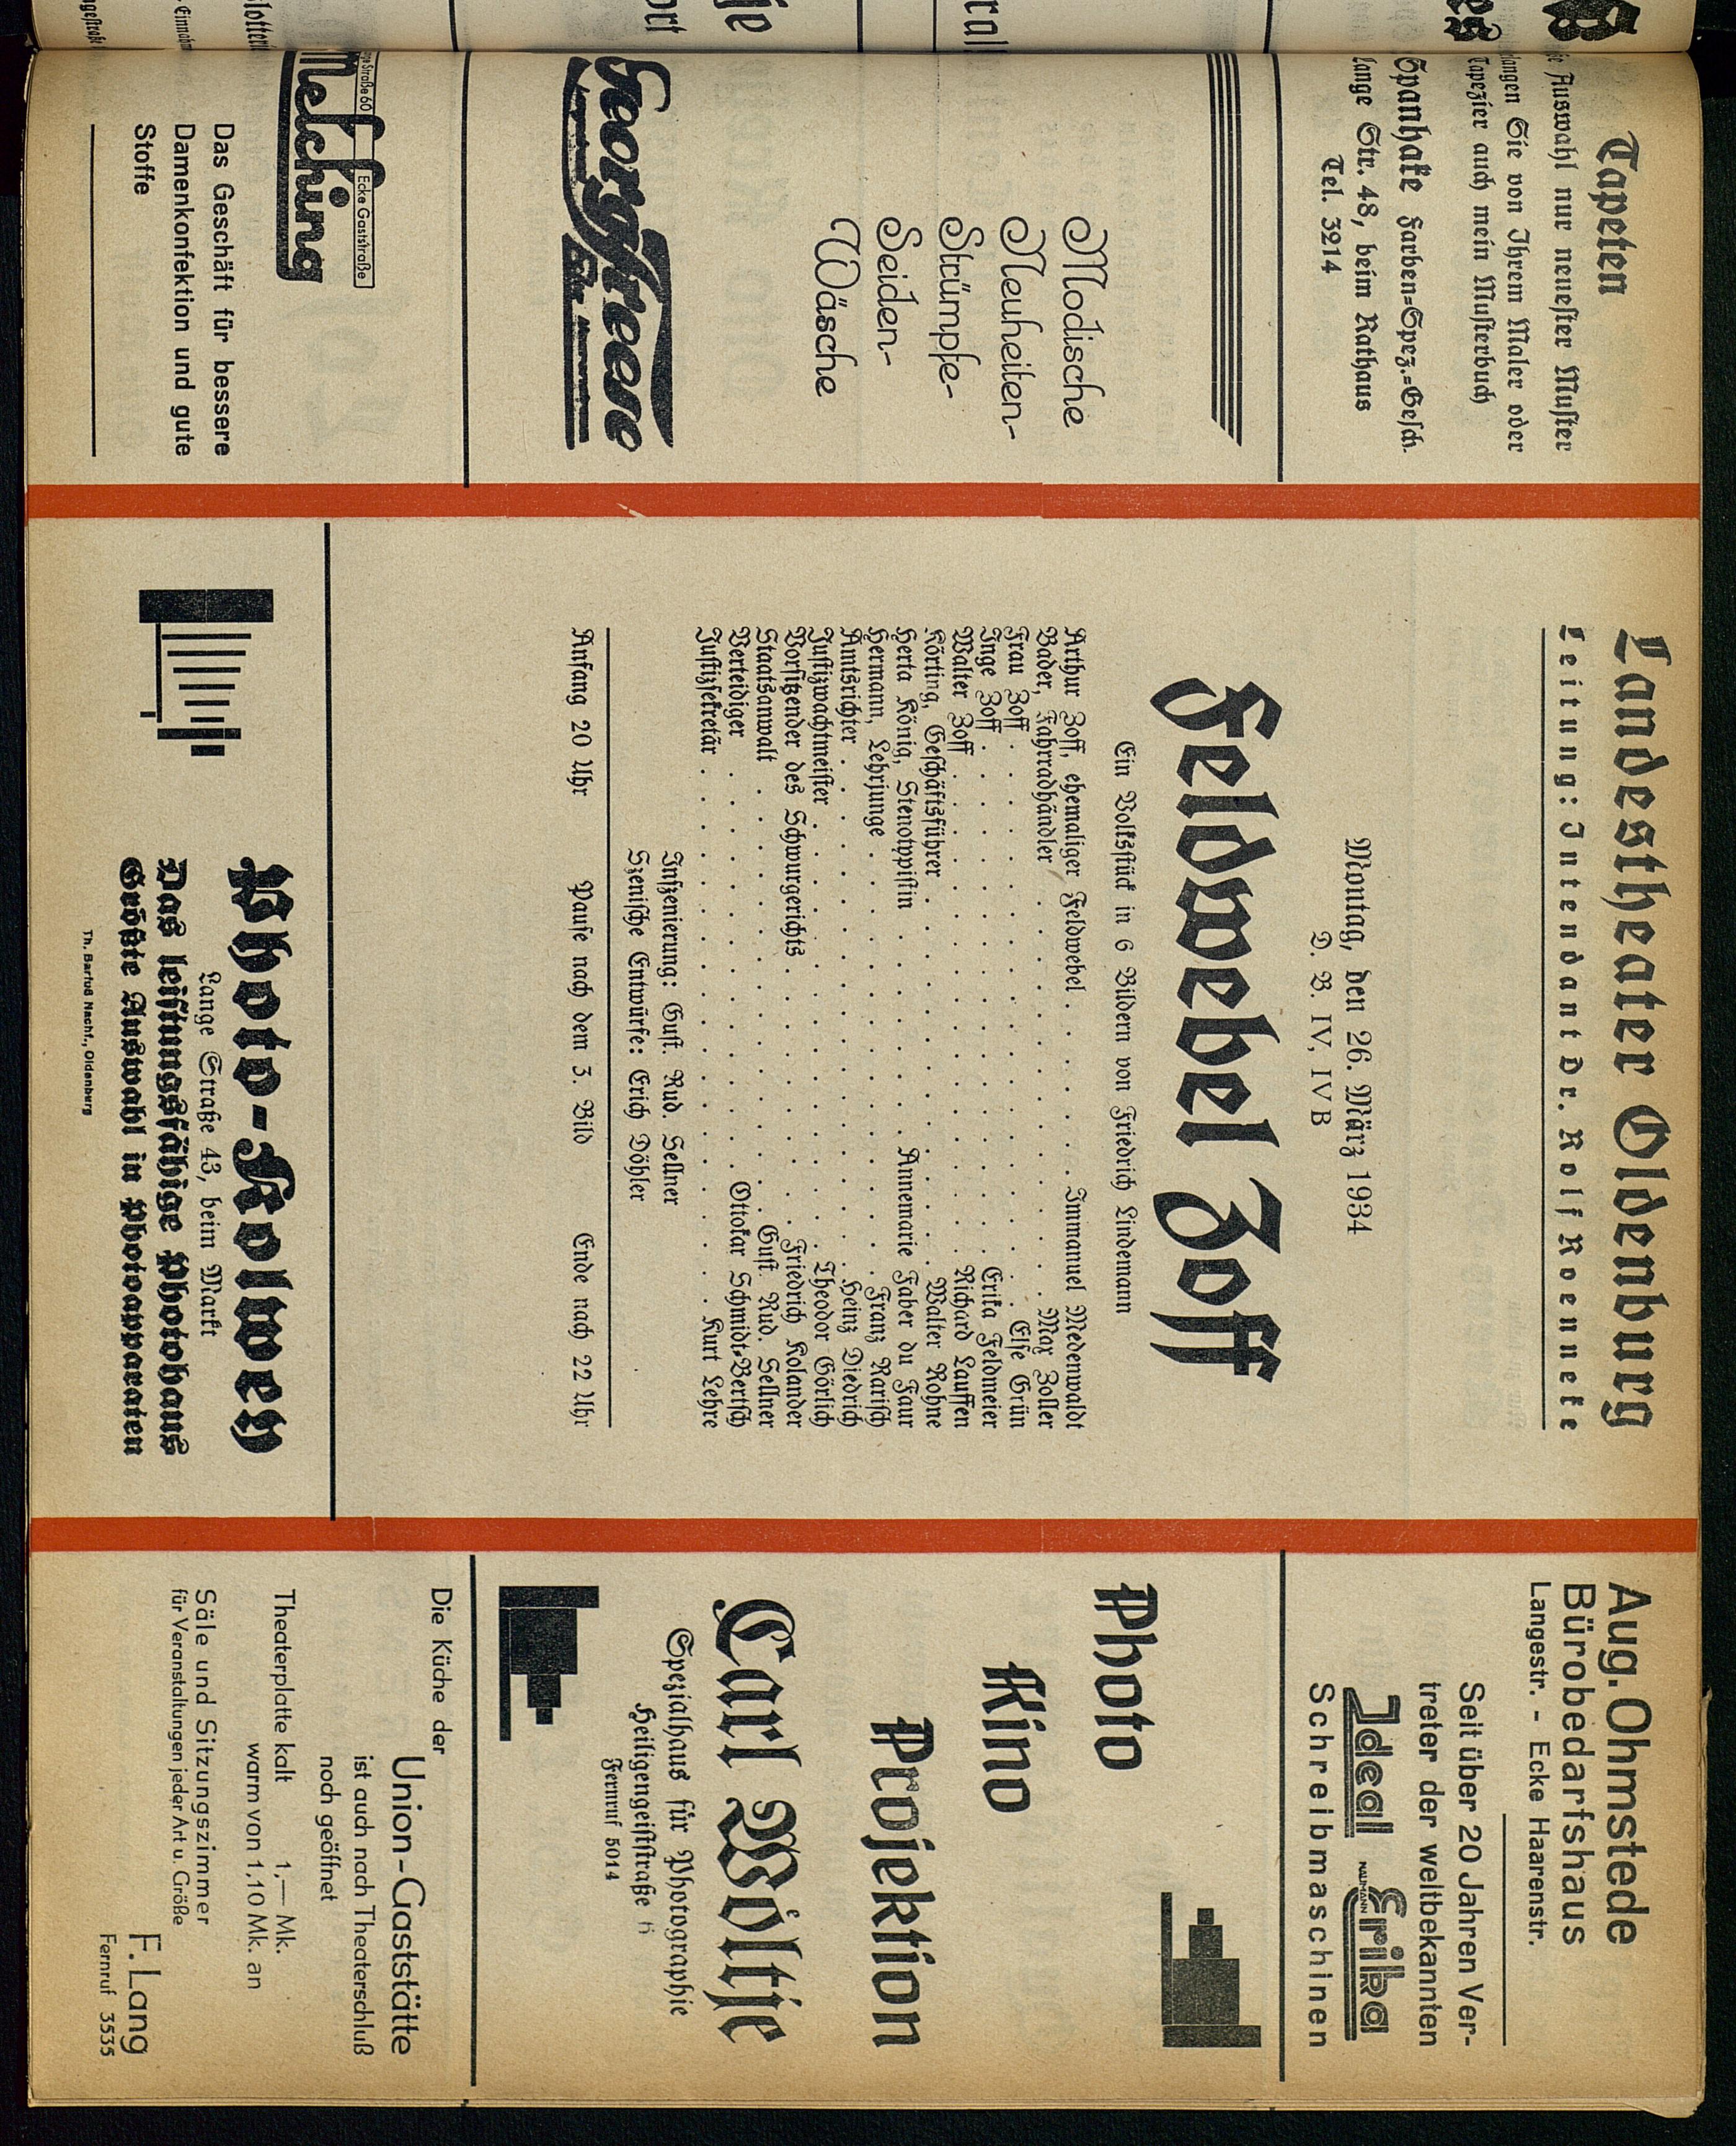 Tapeten
Auswahl nur neuester Muster
Sie von Ihrem Maler oder
Tapezier auch mein Musterbuch
Spanhake Farben-Spez.-Gesch.
Lange Str. 48, beim Rathaus
Tel. 3214
Modische
Neuheiten-
Strümpfe-
Seiden-
Wäsche
Georg Freese
Straße 60
Ecke Gaststraße
Melching
Das Geschäft für bessere
Damenkonfektion und gute
Stoffe
Landestheater Oldenburg
Leitung: Intendant Dr. Rolf Roenneke
Montag, den 26. März 1934
D. B. IV, IV B
Feldwebel Zoff
Ein Volksstück in 6 Bildern von Friedrich Lindemann
Arthur Zoff, ehemaliger Feldwebel . . . . . Immanuel Medenwaldt
Bader, Fahrradhändler . . . . . Max Zoller
Frau Zoff . . . . . Else Grün
Inge Zoff . . . . . Erika Feldmeier
Walter Zoff . . . . . Richard Lauffen
Körting, Geschäftsführer . . . . . Walter Rohne
Herta König, Stenotypistin . . . . . Annemarie Faber du Faur
Hermann, Lehrjunge . . . . . Franz Rarisch
Amtsrichter . . . . . Heinz Diedrich
Justizwachtmeister . . . . . Theodor Görlich
Vorsitzender des Schwurgerichts . . . . . Friedrich Kolander
Staatsanwalt . . . . . Gust. Rud. Sellner
Verteidiger . . . . . Ottokar Schmidt-Bertsch
Justizsekretär . . . . . Kurt Lehre
Inszenierung: Gust. Rud. Sellner
Szenische Entwürfe: Erich Döhler
Anfang 20 Uhr Pause nach dem 3. Bild Ende nach 22 Uhr
Photo-Kolwey
Lange Straße 43, beim Markt
Das leistungsfähige Photohaus
Größte Auswahl in Photoapparaten
Th. Bartus Nachf., Oldenburg
Aug. Ohmstede
Bürobedarfshaus
Langestr. - Ecke Haarenstr.
Seit über 20 Jahren Ver-
treter der weltbekannten
Ideal NAUMANN Erika
Schreibmaschinen
Photo
Kino
Projektion
Carl Wöltje
Spezialhaus für Photographie
Heiligengeiststraße 6
Fernruf 5014
Die Küche der
Union-Gaststätte
ist auch nach Theaterschluß
noch geöffnet
Theaterplatte kalt 1,— Mk.
warm von 1,10 Mk. an
Säle und Sitzungszimmer
für Veranstaltungen jeder Art u. Größe
F. Lang
Fernruf 3535